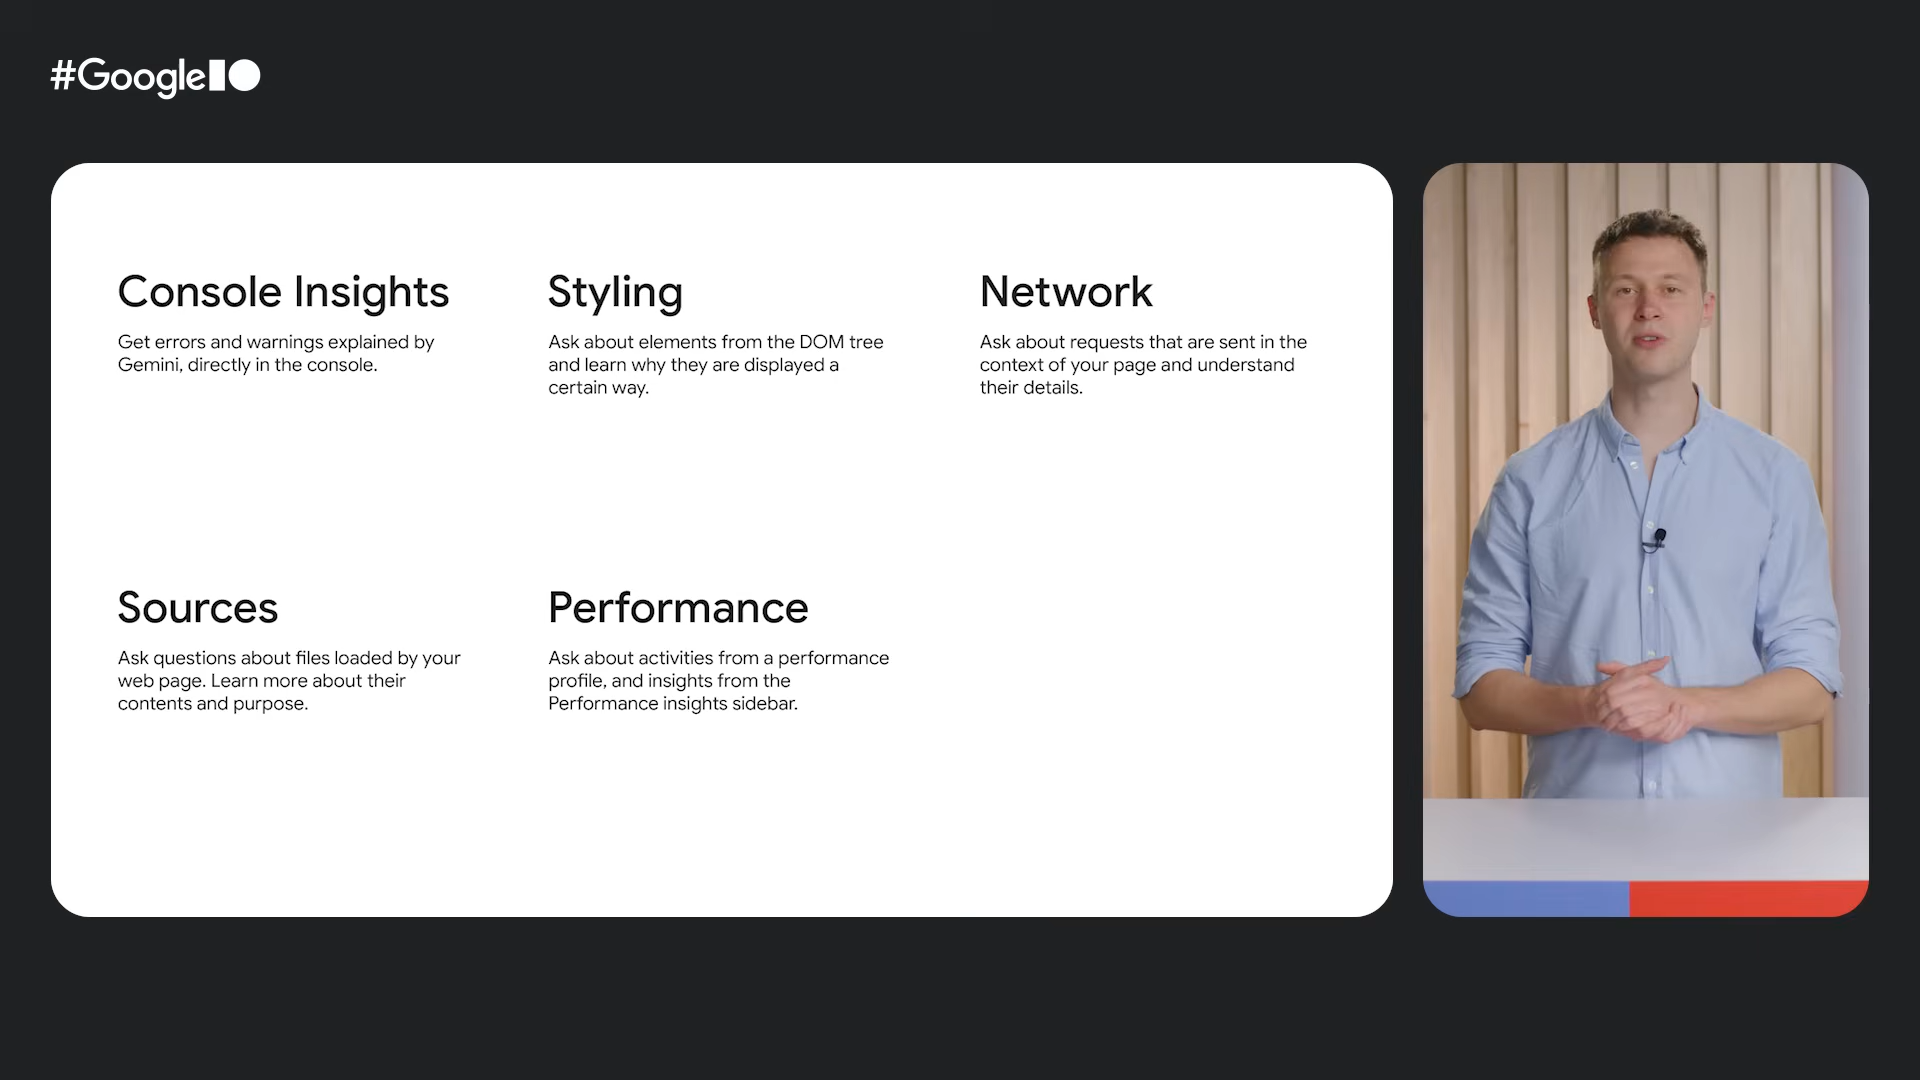 #GoogleIO
Console Insights
Get errors and warnings explained by
Gemini, directly in the console.
Styling
Ask about elements from the DOM tree
and learn why they are displayed a
certain way.
Network
Ask about requests that are sent in the
context of your page and understand
their details.
Sources
Ask questions about files loaded by your
web page. Learn more about their
contents and purpose.
Performance
Ask about activities from a performance
profile, and insights from the
Performance insights sidebar.